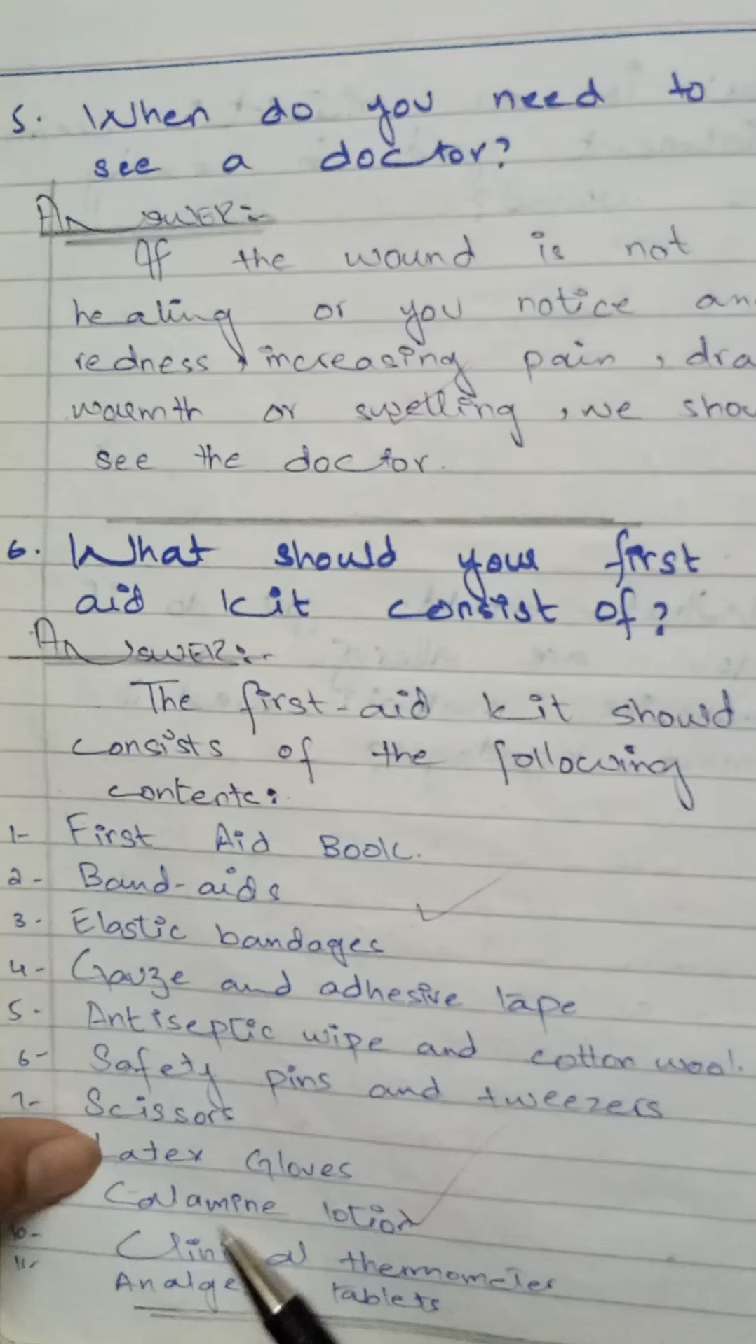 5. When do you need to
see a doctor?
ANSWER:-
If the wound is not
healing or you notice
redness, increasing pain,
warmth or swelling, we
see the doctor.
6. What should your first
aid kit consist of?
ANSWER:-
The first-aid kit should
consists of the following
contents:
1- First Aid Book.
2- Band-aids
3- Elastic bandages
4- Gauze and adhesive tape
5- Antiseptic wipe and cotton wool.
6- Safety pins and tweezers
7- Scissors
Latex Gloves
Calamine lotion
10- thermometer
11- tablets